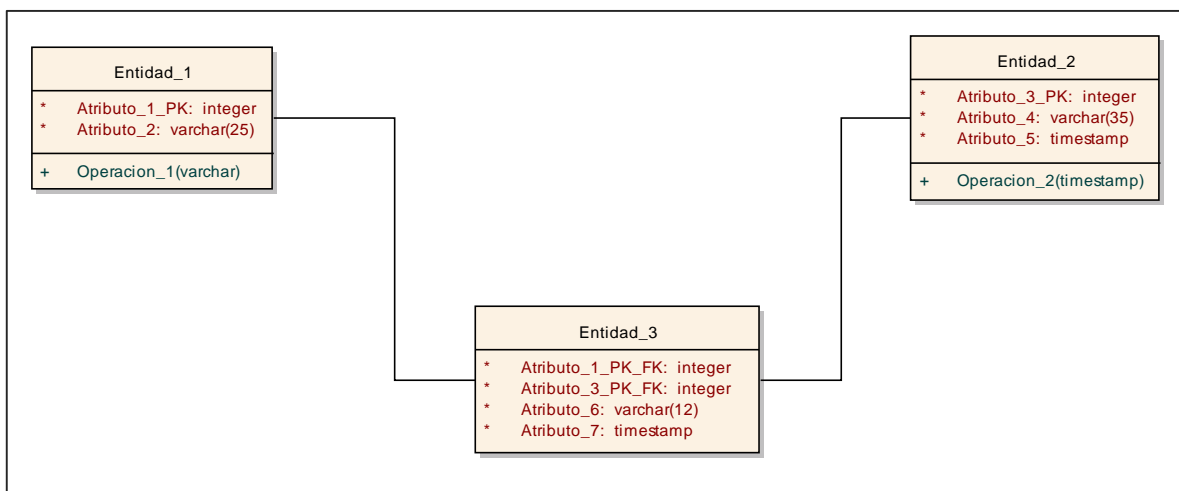 Entidad_1
* Atributo_1_PK: integer
* Atributo_2: varchar(25)
+ Operacion_1(varchar)
Entidad_2
* Atributo_3_PK: integer
* Atributo_4: varchar(35)
* Atributo_5: timestamp
+ Operacion_2(timestamp)
Entidad_3
* Atributo_1_PK_FK: integer
* Atributo_3_PK_FK: integer
* Atributo_6: varchar(12)
* Atributo_7: timestamp